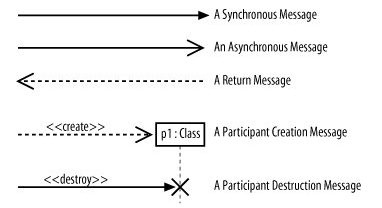 A Synchronous Message
An Asynchronous Message
A Return Message
<<create>> p1 : Class A Participant Creation Message
<<destroy>> A Participant Destruction Message